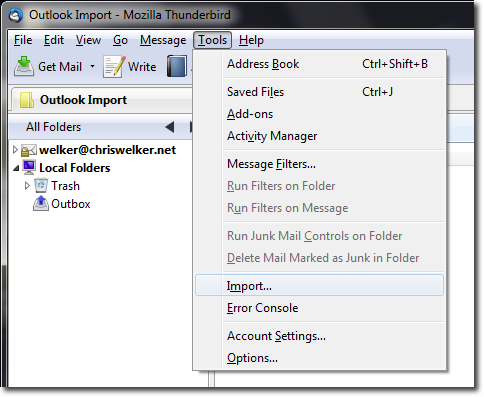 Outlook Import - Mozilla Thunderbird
File Edit View Go Message Tools Help
Get Mail Write
Outlook Import
All Folders
welker@chriswelker.net
Local Folders
Trash
Outbox
Address Book Ctrl+Shift+B
Saved Files Ctrl+J
Add-ons
Activity Manager
Message Filters...
Run Filters on Folder
Run Filters on Message
Run Junk Mail Controls on Folder
Delete Mail Marked as Junk in Folder
Import...
Error Console
Account Settings...
Options...